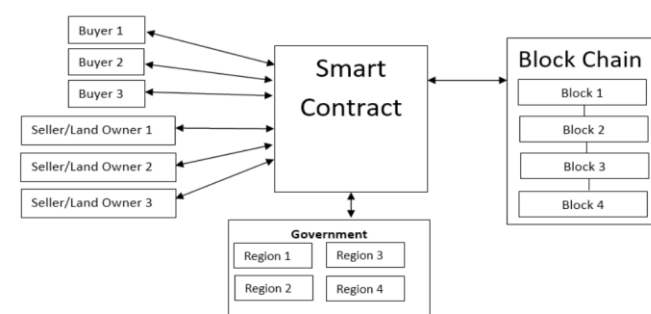 Buyer 1
Buyer 2
Buyer 3
Seller/Land Owner 1
Seller/Land Owner 2
Seller/Land Owner 3
Smart
Contract
Block Chain
Block 1
Block 2
Block 3
Block 4
Government
Region 1
Region 3
Region 2
Region 4